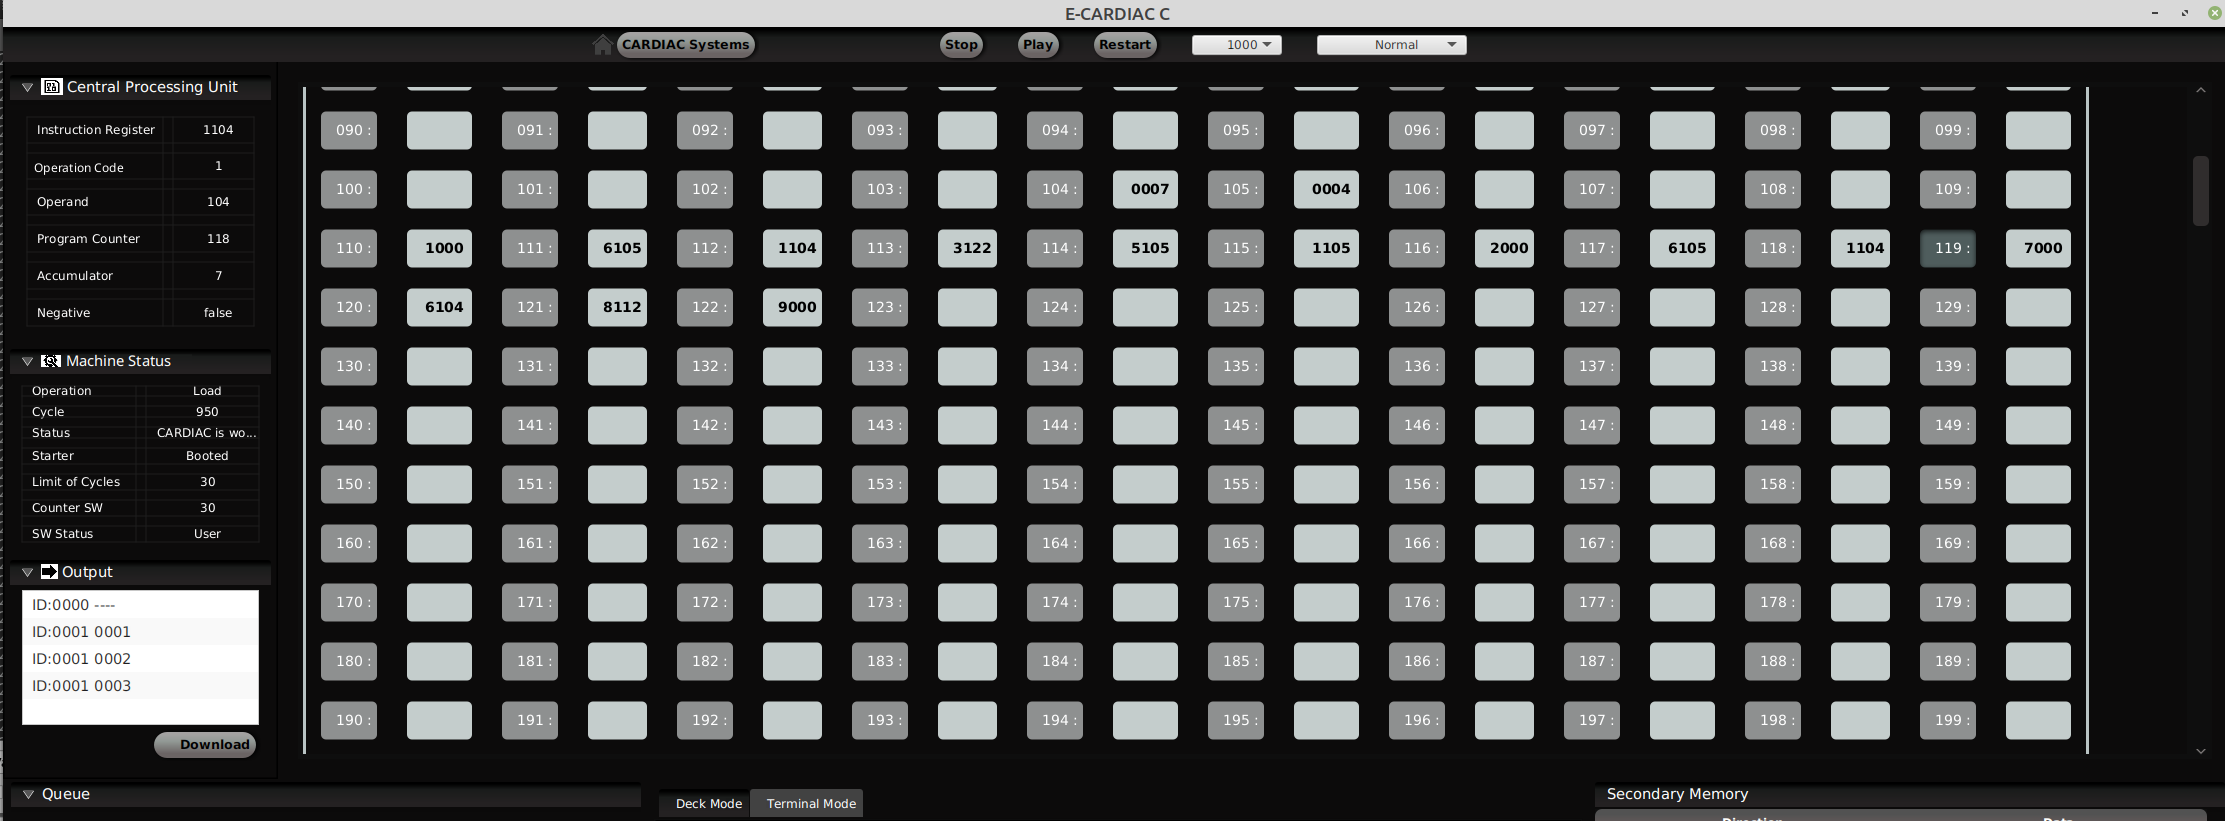 E-CARDIAC C
CARDIAC Systems Stop Play Restart 1000 Normal
Central Processing Unit
Instruction Register 1104
Operation Code 1
Operand 104
Program Counter 118
Accumulator 7
Negative false
Machine Status
Operation Load
Cycle 950
Status CARDIAC is wo...
Starter Booted
Limit of Cycles 30
Counter SW 30
SW Status User
Output
ID:0000 ----
ID:0001 0001
ID:0001 0002
ID:0001 0003
Download
090 : 091 : 092 : 093 : 094 : 095 : 096 : 097 : 098 : 099 :
100 : 101 : 102 : 103 : 104 : 0007 105 : 0004 106 : 107 : 108 : 109 :
110 : 1000 111 : 6105 112 : 1104 113 : 3122 114 : 5105 115 : 1105 116 : 2000 117 : 6105 118 : 1104 119 : 7000
120 : 6104 121 : 8112 122 : 9000 123 : 124 : 125 : 126 : 127 : 128 : 129 :
130 : 131 : 132 : 133 : 134 : 135 : 136 : 137 : 138 : 139 :
140 : 141 : 142 : 143 : 144 : 145 : 146 : 147 : 148 : 149 :
150 : 151 : 152 : 153 : 154 : 155 : 156 : 157 : 158 : 159 :
160 : 161 : 162 : 163 : 164 : 165 : 166 : 167 : 168 : 169 :
170 : 171 : 172 : 173 : 174 : 175 : 176 : 177 : 178 : 179 :
180 : 181 : 182 : 183 : 184 : 185 : 186 : 187 : 188 : 189 :
190 : 191 : 192 : 193 : 194 : 195 : 196 : 197 : 198 : 199 :
Queue
Deck Mode Terminal Mode
Secondary Memory